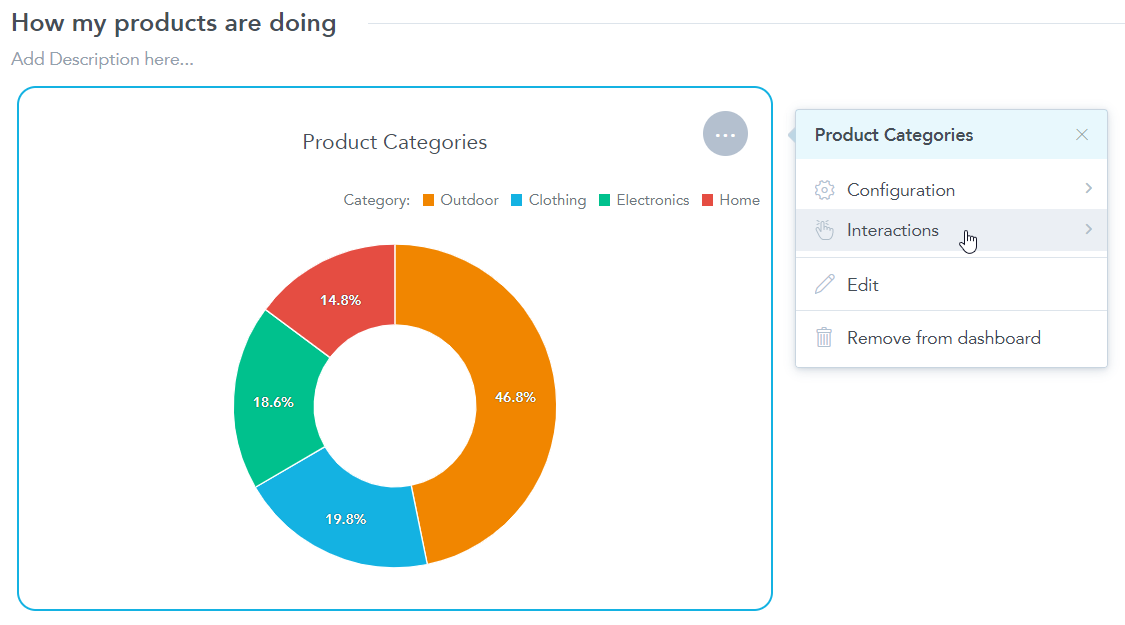 How my products are doing
Add Description here...
Product Categories
...
Category: Outdoor Clothing Electronics Home
14.8%
46.8%
18.6%
19.8%
Product Categories
Configuration
Interactions
Edit
Remove from dashboard